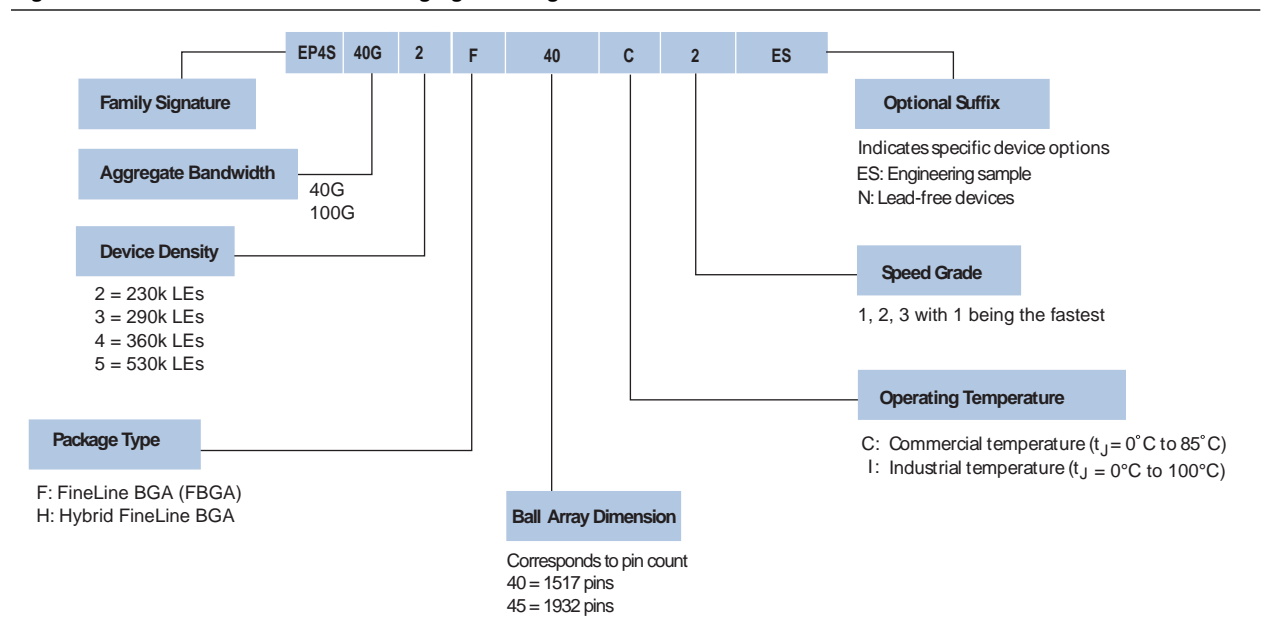 EP4S 40G 2 F 40 C 2 ES
Family Signature
Optional Suffix
Indicates specific device options
ES: Engineering sample
N: Lead-free devices
Aggregate Bandwidth
40G
100G
Device Density
2 = 230k LEs
3 = 290k LEs
4 = 360k LEs
5 = 530k LEs
Speed Grade
1, 2, 3 with 1 being the fastest
Operating Temperature
C: Commercial temperature (tJ = 0°C to 85°C)
I: Industrial temperature (tJ = 0°C to 100°C)
Package Type
F: FineLine BGA (FBGA)
H: Hybrid FineLine BGA
Ball Array Dimension
Corresponds to pin count
40 = 1517 pins
45 = 1932 pins